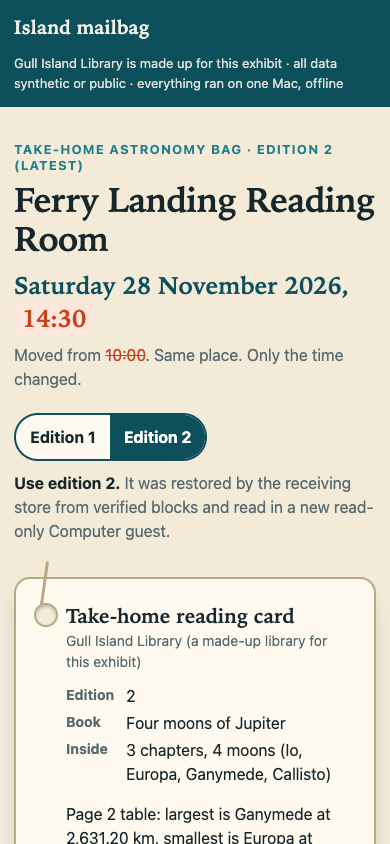 Island mailbag
Gull Island Library is made up for this exhibit · all data
synthetic or public · everything ran on one Mac, offline
TAKE-HOME ASTRONOMY BAG · EDITION 2
(LATEST)
Ferry Landing Reading
Room
Saturday 28 November 2026,
14:30
Moved from 10:00. Same place. Only the time
changed.
Edition 1 Edition 2
Use edition 2. It was restored by the receiving
store from verified blocks and read in a new read-
only Computer guest.
Take-home reading card
Gull Island Library (a made-up library for
this exhibit)
Edition 2
Book Four moons of Jupiter
Inside 3 chapters, 4 moons (Io,
Europa, Ganymede, Callisto)
Page 2 table: largest is Ganymede at
2,631.20 km, smallest is Europa at